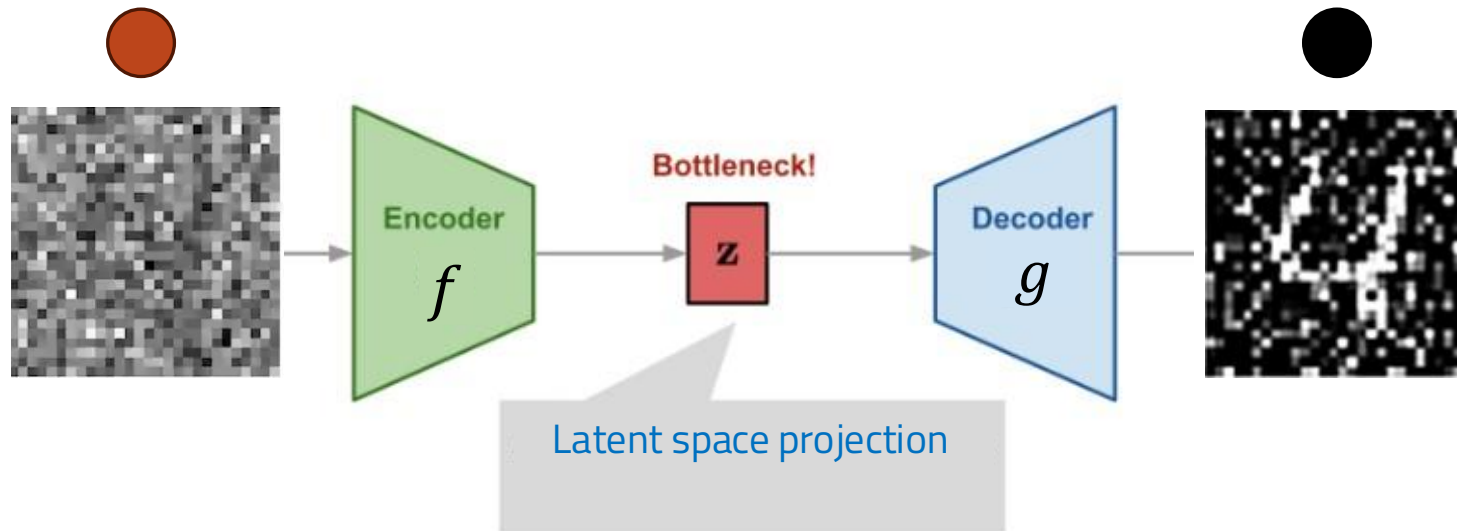 Bottleneck!
Encoder
f
z
Decoder
g
Latent space projection